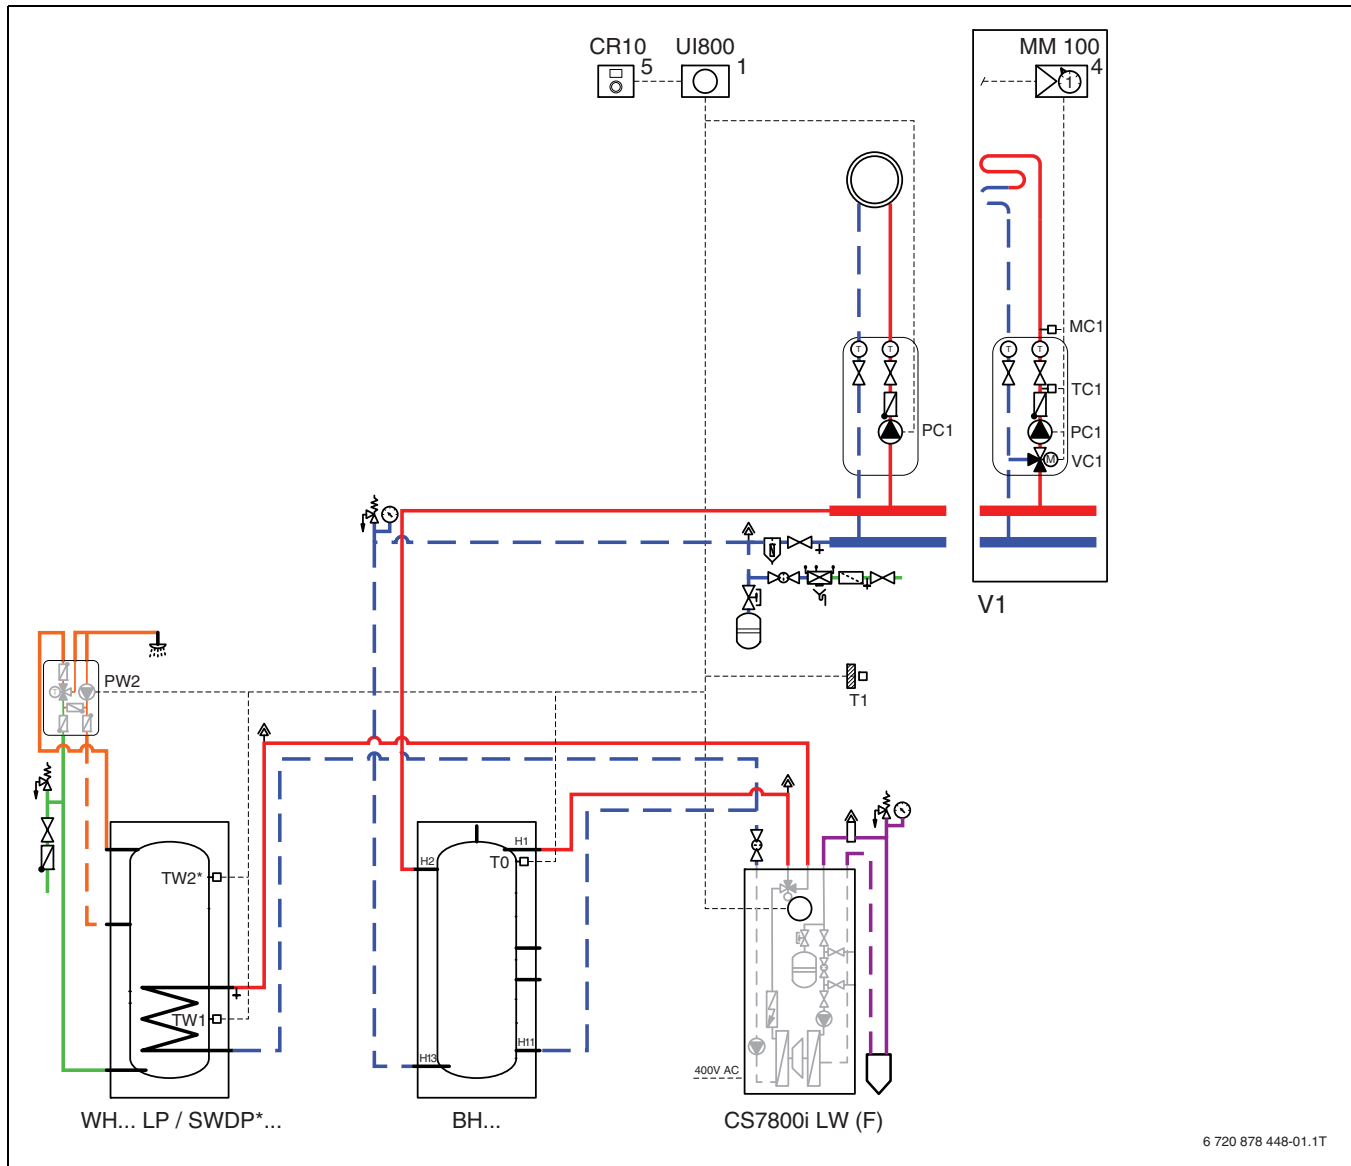 CR10 UI800 MM 100
5 1 4
1
T T T T
MC1
TC1
PC1 PC1
M VC1
V1
PW2
T
T1
H1
H2 T0
TW2*
TW1
H13 H11
400V AC
WH... LP / SWDP*... BH... CS7800i LW (F)
6 720 878 448-01.1T